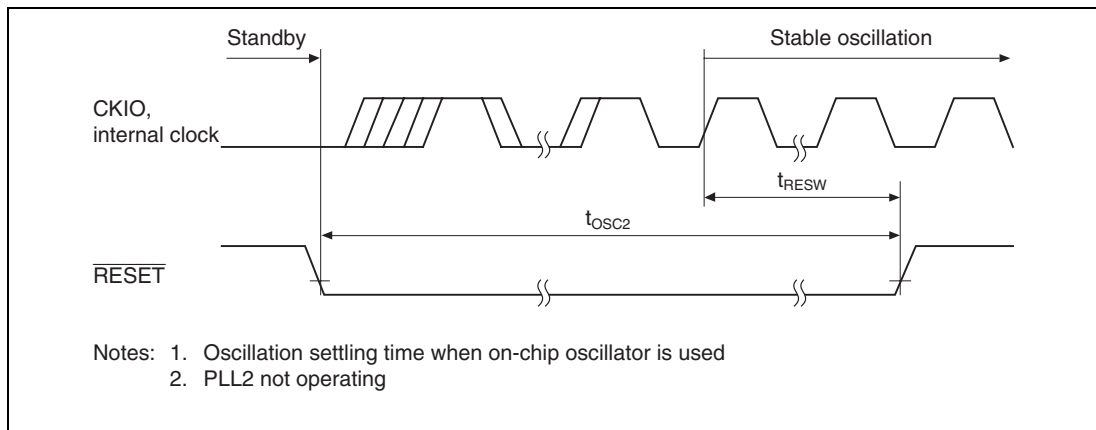 Standby
Stable oscillation
CKIO,
internal clock
tRESW
tOSC2
RESET
Notes: 1. Oscillation settling time when on-chip oscillator is used
2. PLL2 not operating